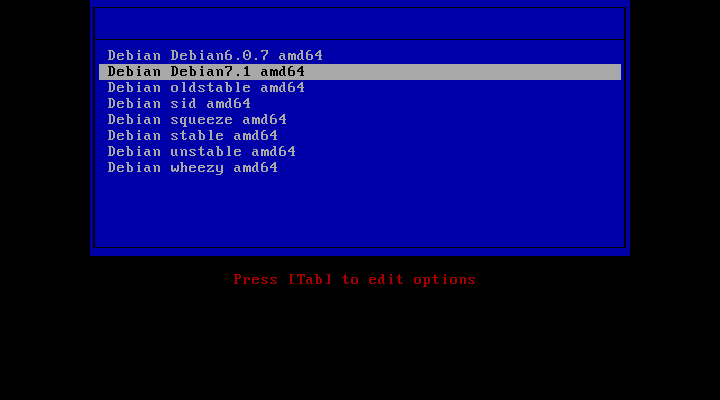 Debian Debian6.0.7 amd64
Debian Debian7.1 amd64
Debian oldstable amd64
Debian sid amd64
Debian squeeze amd64
Debian stable amd64
Debian unstable amd64
Debian wheezy amd64
Press [Tab] to edit options